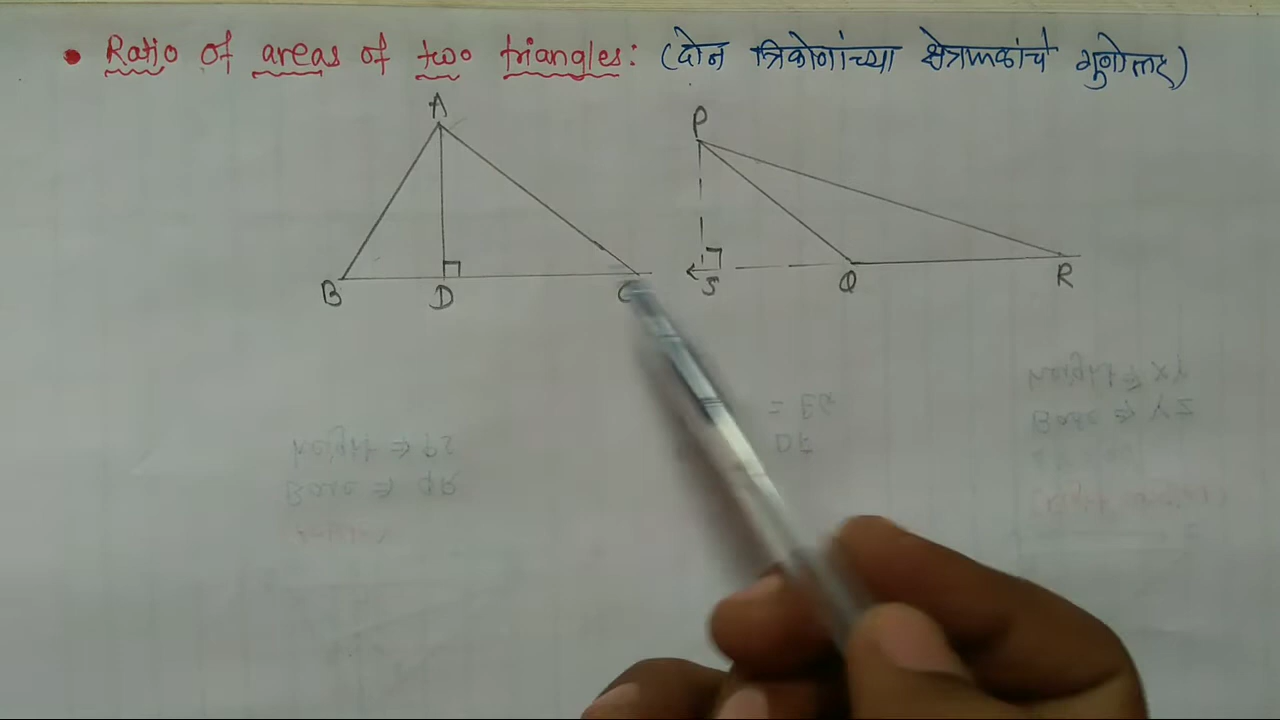 • Ratio of areas of two triangles: (दोन त्रिकोणांच्या क्षेत्रफळांचे गुणोत्तर)
A
P
B D C
S Q R